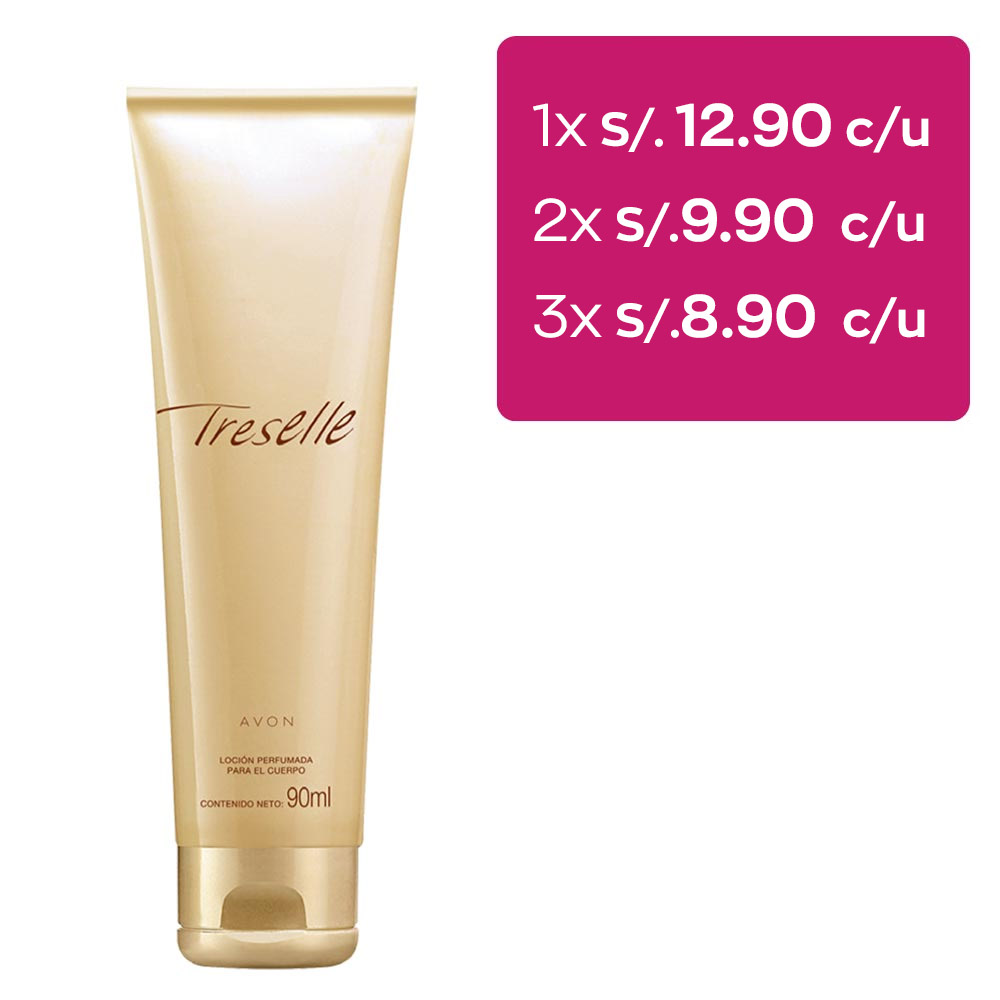 1x S/. 12.90 c/u
2x S/.9.90 c/u
3x S/.8.90 c/u
Treselle
AVON
LOCIÓN PERFUMADA
PARA EL CUERPO
CONTENIDO NETO: 90ml